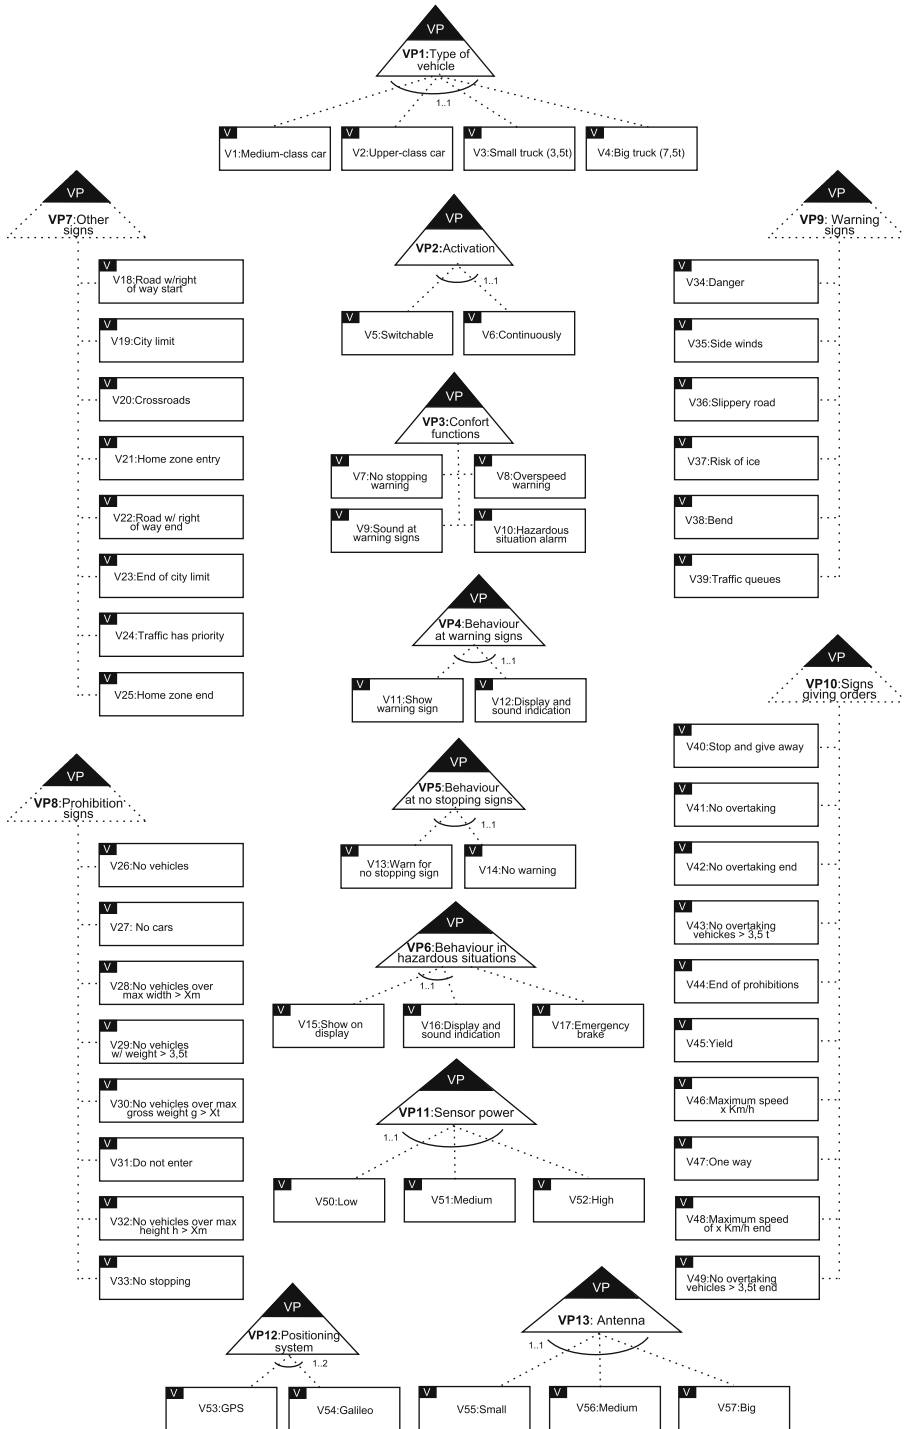 VP
VP1:Type of
vehicle
1..1
V
V1:Medium-class car
V
V2:Upper-class car
V
V3:Small truck (3,5t)
V
V4:Big truck (7,5t)
VP
VP7:Other
signs
V
V18:Road w/right
of way start
V
V19:City limit
V
V20:Crossroads
V
V21:Home zone entry
V
V22:Road w/ right
of way end
V
V23:End of city limit
V
V24:Traffic has priority
V
V25:Home zone end
VP
VP8:Prohibition
signs
V
V26:No vehicles
V
V27: No cars
V
V28:No vehicles over
max width > Xm
V
V29:No vehicles
w/ weight > 3,5t
V
V30:No vehicles over max
gross weight g > Xt
V
V31:Do not enter
V
V32:No vehicles over max
height h > Xm
V
V33:No stopping
VP
VP2:Activation
1..1
V
V5:Switchable
V
V6:Continuously
VP
VP3:Confort
functions
V
V7:No stopping
warning
V
V8:Overspeed
warning
V
V9:Sound at
warning signs
V
V10:Hazardous
situation alarm
VP
VP4:Behaviour
at warning signs
1..1
V
V11:Show
warning sign
V
V12:Display and
sound indication
VP
VP5:Behaviour
at no stopping signs
1..1
V
V13:Warn for
no stopping sign
V
V14:No warning
VP
VP6:Behaviour in
hazardous situations
1..1
V
V15:Show on
display
V
V16:Display and
sound indication
V
V17:Emergency
brake
VP
VP11:Sensor power
1..1
V
V50:Low
V
V51:Medium
V
V52:High
VP
VP9: Warning
signs
V
V34:Danger
V
V35:Side winds
V
V36:Slippery road
V
V37:Risk of ice
V
V38:Bend
V
V39:Traffic queues
VP
VP10:Signs
giving orders
V
V40:Stop and give away
V
V41:No overtaking
V
V42:No overtaking end
V
V43:No overtaking
vehickes > 3,5 t
V
V44:End of prohibitions
V
V45:Yield
V
V46:Maximum speed
x Km/h
V
V47:One way
V
V48:Maximum speed
of x Km/h end
V
V49:No overtaking
vehicles > 3,5t end
VP
VP12:Positioning
system
1..2
V
V53:GPS
V
V54:Galileo
VP
VP13: Antenna
1..1
V
V55:Small
V
V56:Medium
V
V57:Big